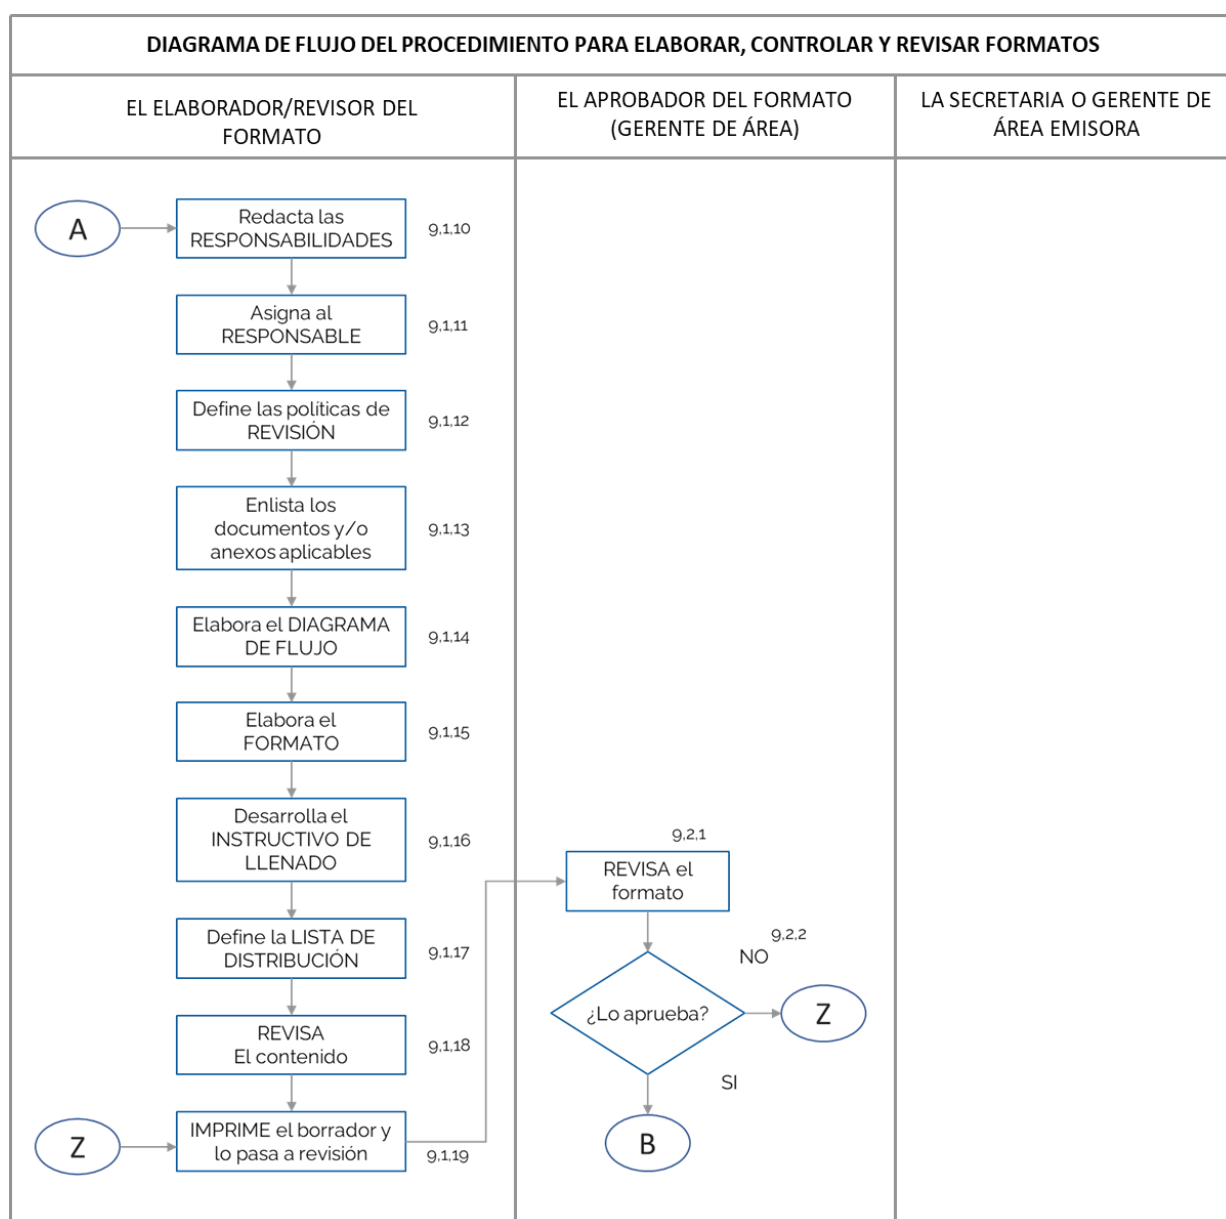 DIAGRAMA DE FLUJO DEL PROCEDIMIENTO PARA ELABORAR, CONTROLAR Y REVISAR FORMATOS
EL ELABORADOR/REVISOR DEL
FORMATO
EL APROBADOR DEL FORMATO
(GERENTE DE ÁREA)
LA SECRETARIA O GERENTE DE
ÁREA EMISORA
A
Redacta las
RESPONSABILIDADES
9,1,10
Asigna al
RESPONSABLE
9,1,11
Define las políticas de
REVISIÓN
9,1,12
Enlista los
documentos y/o
anexos aplicables
9,1,13
Elabora el DIAGRAMA
DE FLUJO
9,1,14
Elabora el
FORMATO
9,1,15
Desarrolla el
INSTRUCTIVO DE
LLENADO
9,1,16
Define la LISTA DE
DISTRIBUCIÓN
9,1,17
REVISA
El contenido
9,1,18
Z
IMPRIME el borrador y
lo pasa a revisión
9,1,19
9,2,1
REVISA el
formato
9,2,2
NO
¿Lo aprueba?
Z
SI
B